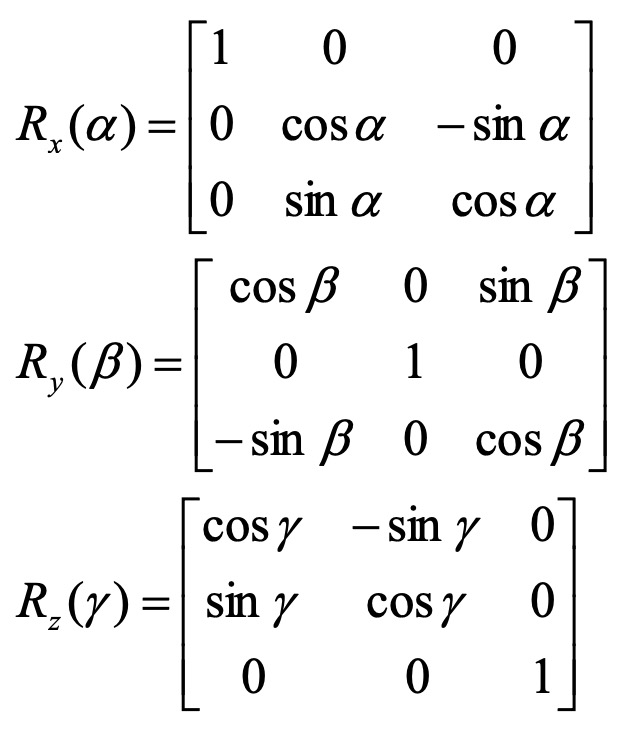 R_x(α) = [1 0 0
0 cos α −sin α
0 sin α cos α]
R_y(β) = [cos β 0 sin β
0 1 0
−sin β 0 cos β]
R_z(γ) = [cos γ −sin γ 0
sin γ cos γ 0
0 0 1]